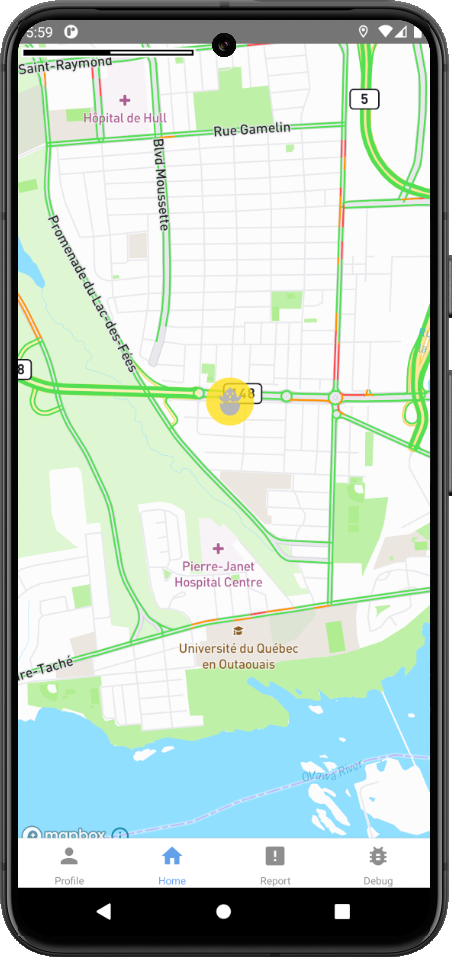 5:59
Saint-Raymond
5
Hôpital de Hull
Rue Gamelin
Blvd Moussette
Promenade du Lac-des-Fées
8
148
Pierre-Janet
Hospital Centre
Université du Québec
en Outaouais
re-Taché
Ottawa River
mapbox
Profile
Home
Report
Debug